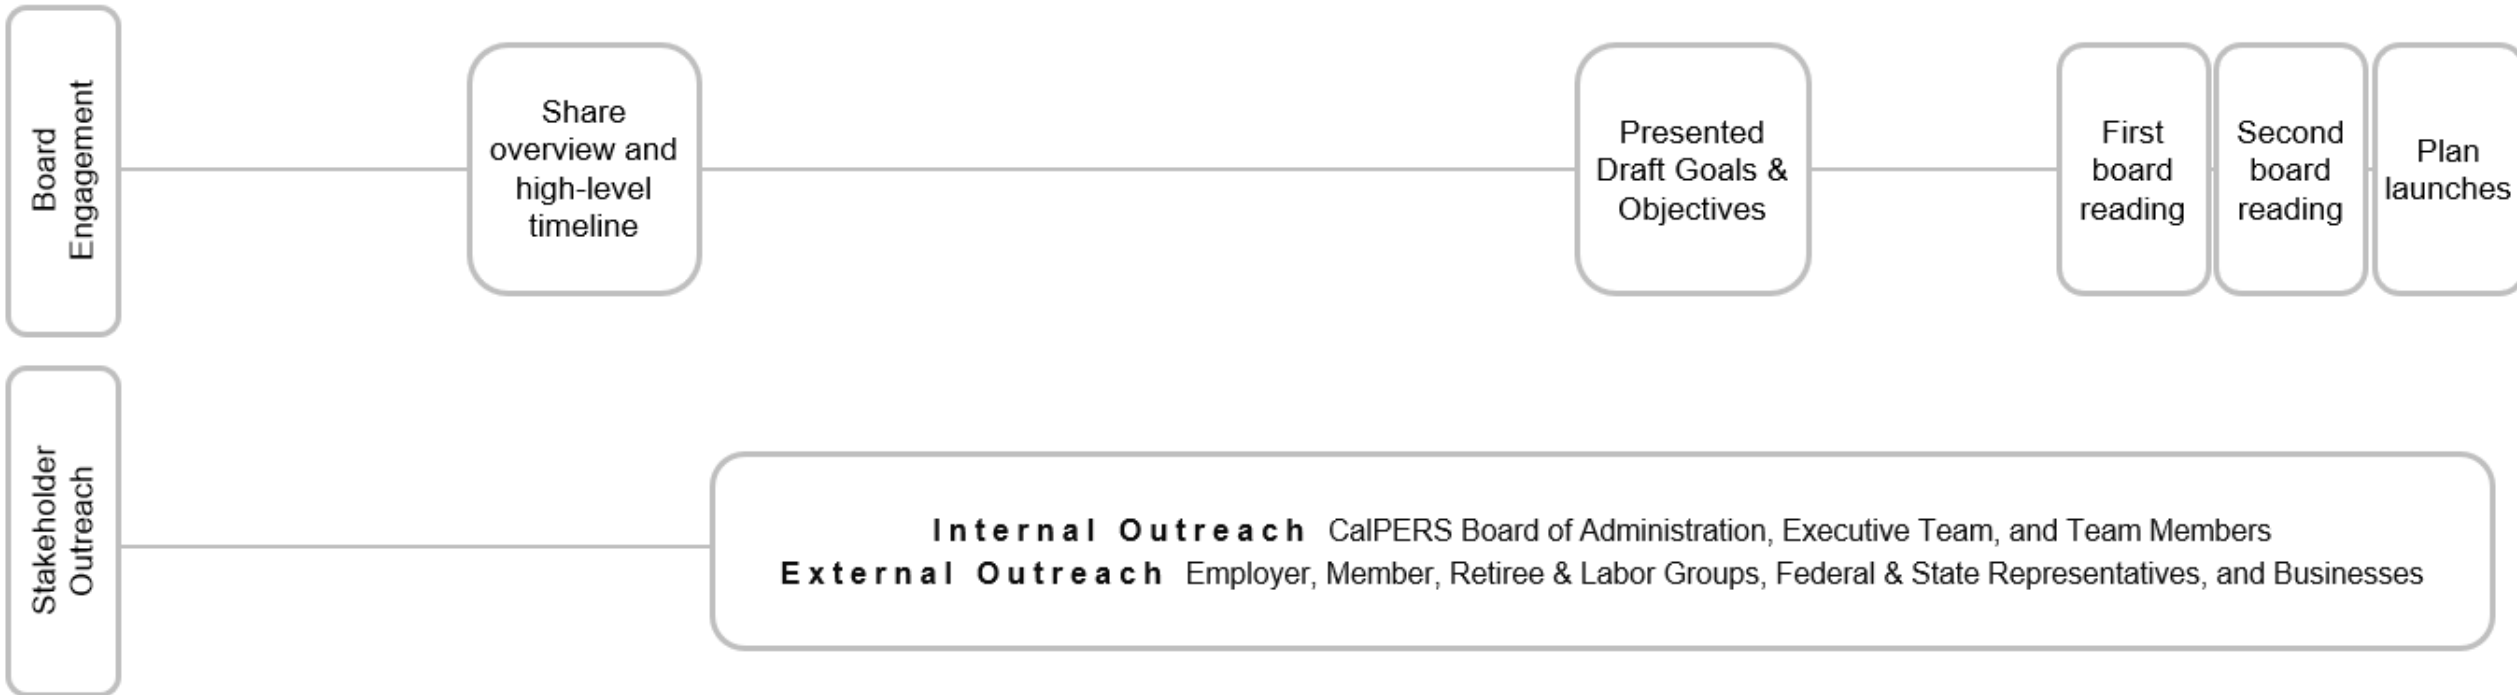 Board
Engagement
Share
overview and
high-level
timeline
Presented
Draft Goals &
Objectives
First
board
reading
Second
board
reading
Plan
launches
Stakeholder
Outreach
Internal Outreach CalPERS Board of Administration, Executive Team, and Team Members
External Outreach Employer, Member, Retiree & Labor Groups, Federal & State Representatives, and Businesses